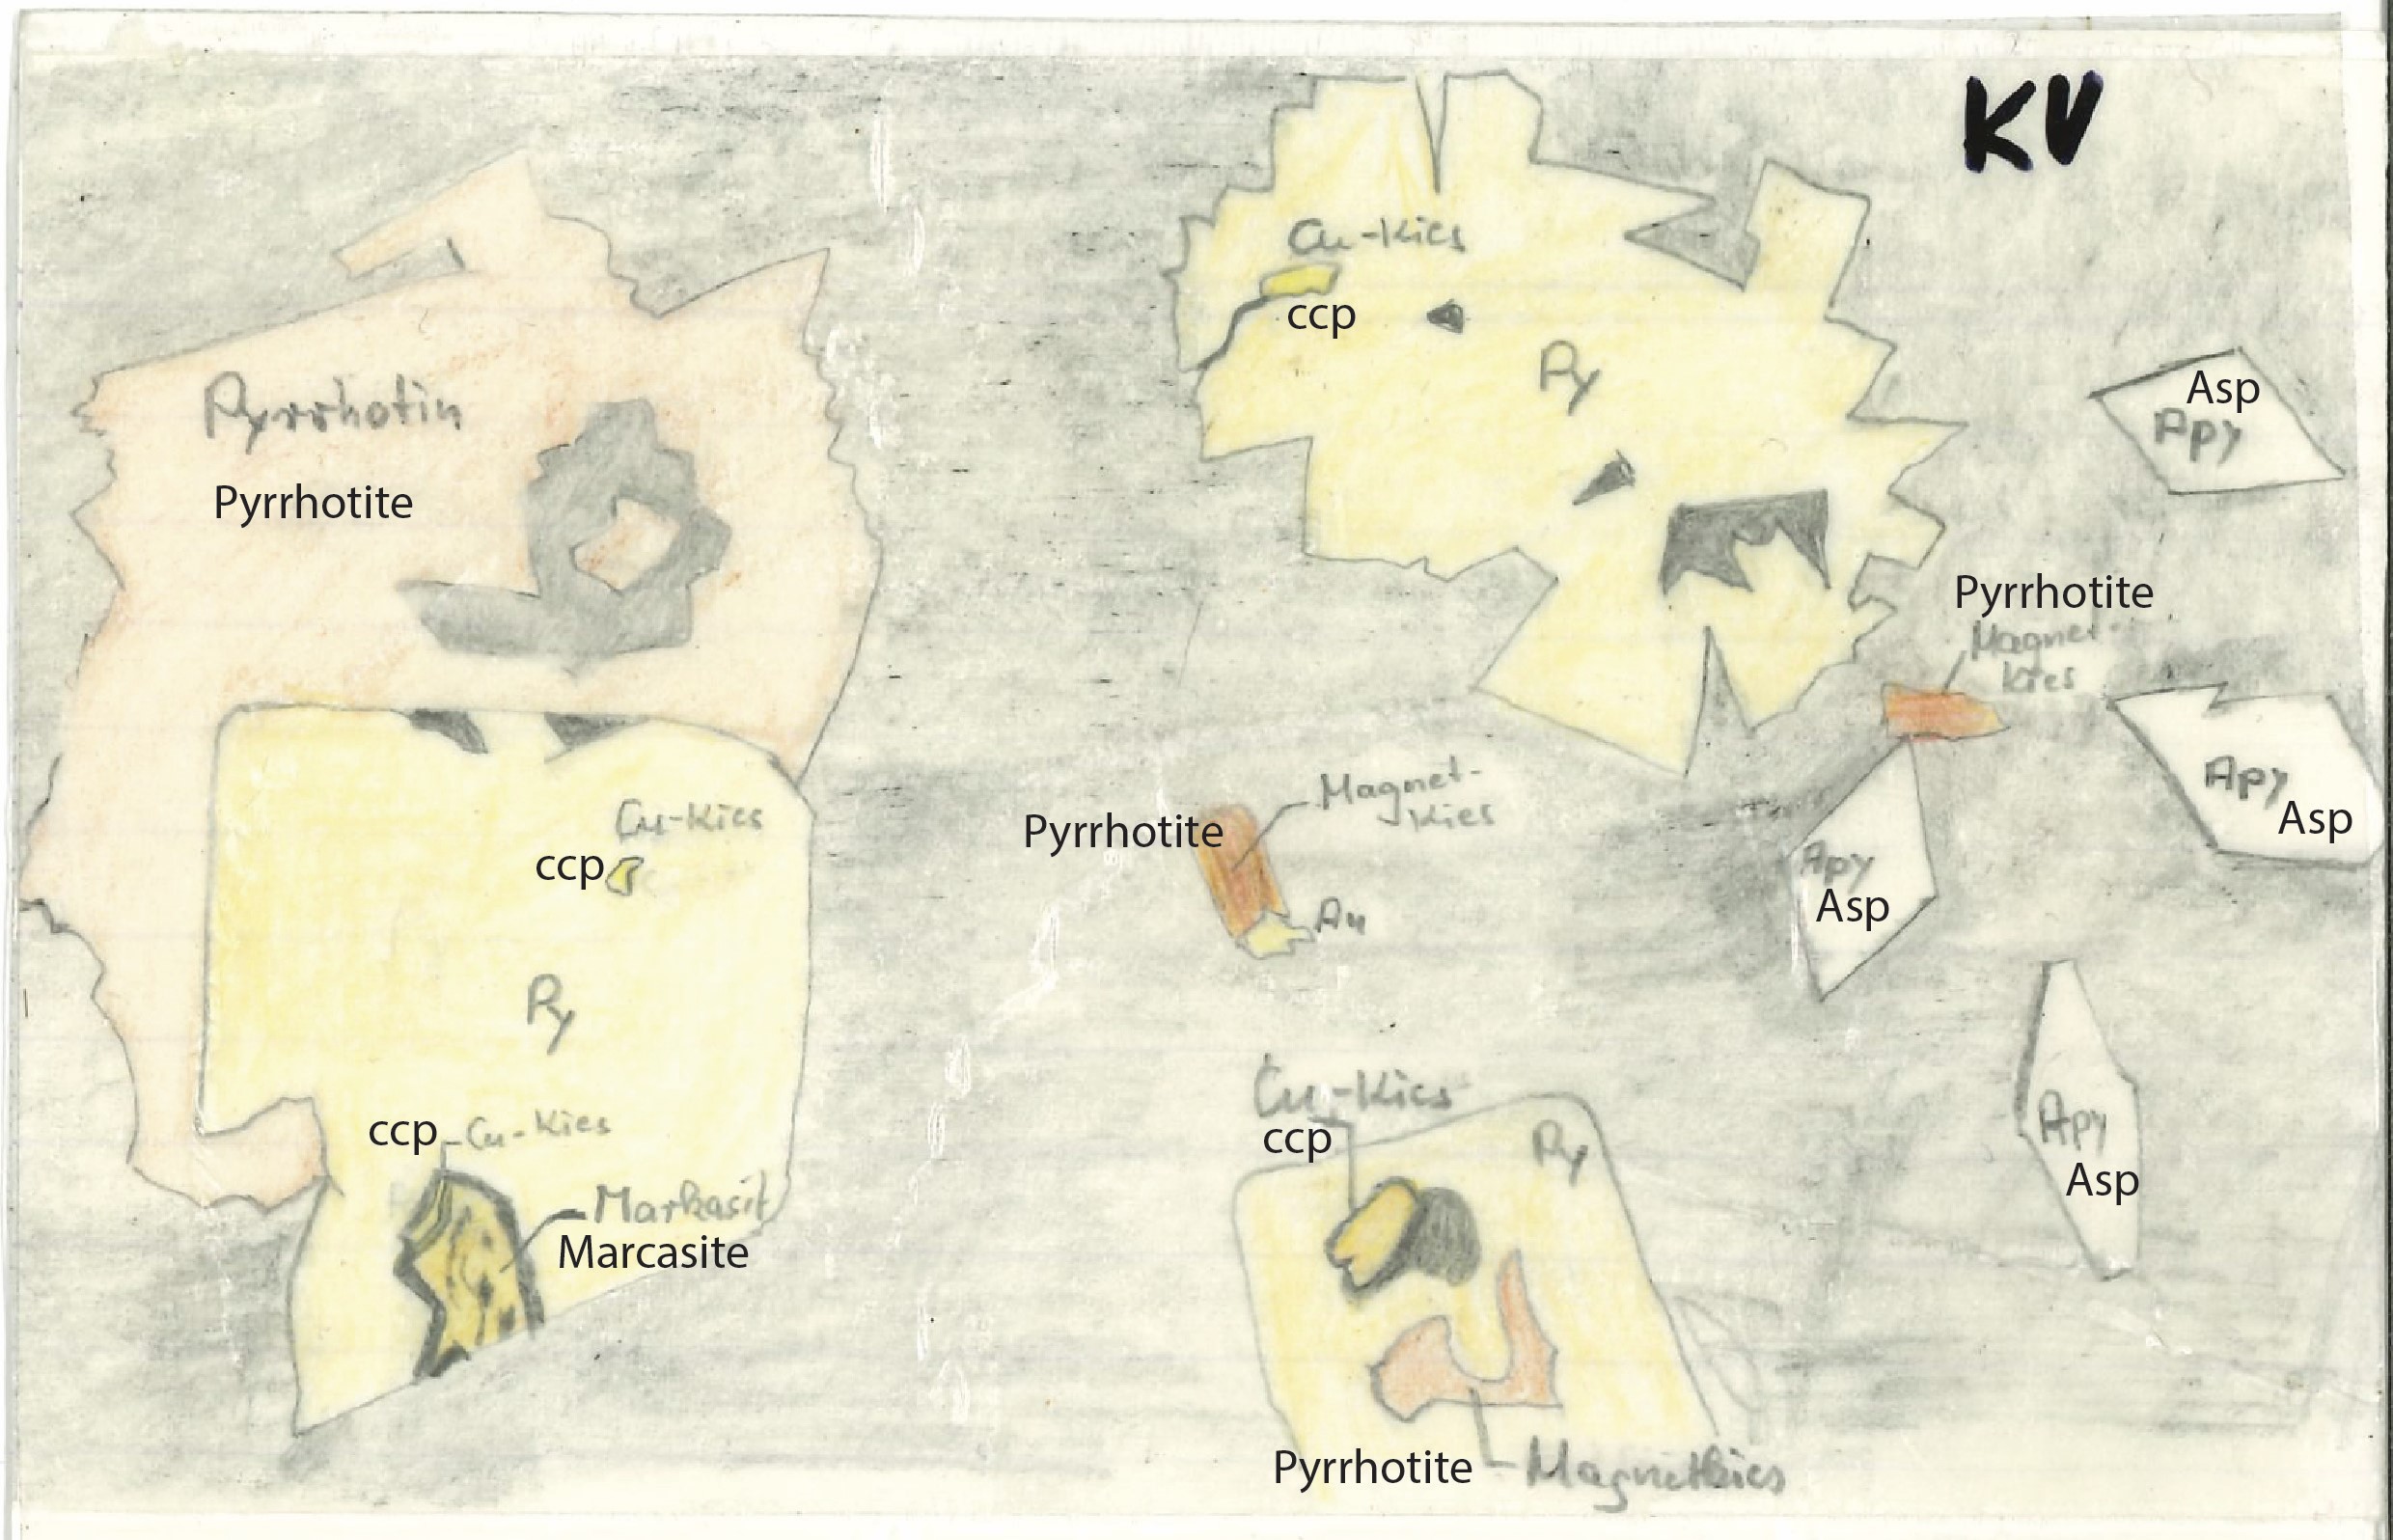 KV
Cu-Kies
ccp
Py
Asp
Apy
Pyrrhotin
Pyrrhotite
Pyrrhotite
Magnet-
kies
Apy
Asp
Cu-Kies
ccp
Magnet-
kies
Pyrrhotite
Au
Apy
Asp
Py
Cu-Kies
ccp
Py
Apy
Asp
ccp
Cu-Kies
Markasit
Marcasite
Pyrrhotite
Magnetkies